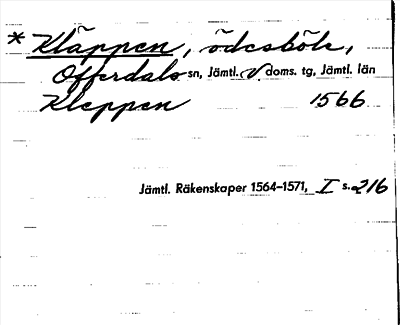 * Kläppen, ödesböle,
Offerdals sn, Jämtl. V. doms. tg, Jämtl. län
Kleppen 1566
Jämtl. Räkenskaper 1564–1571, I s. 216